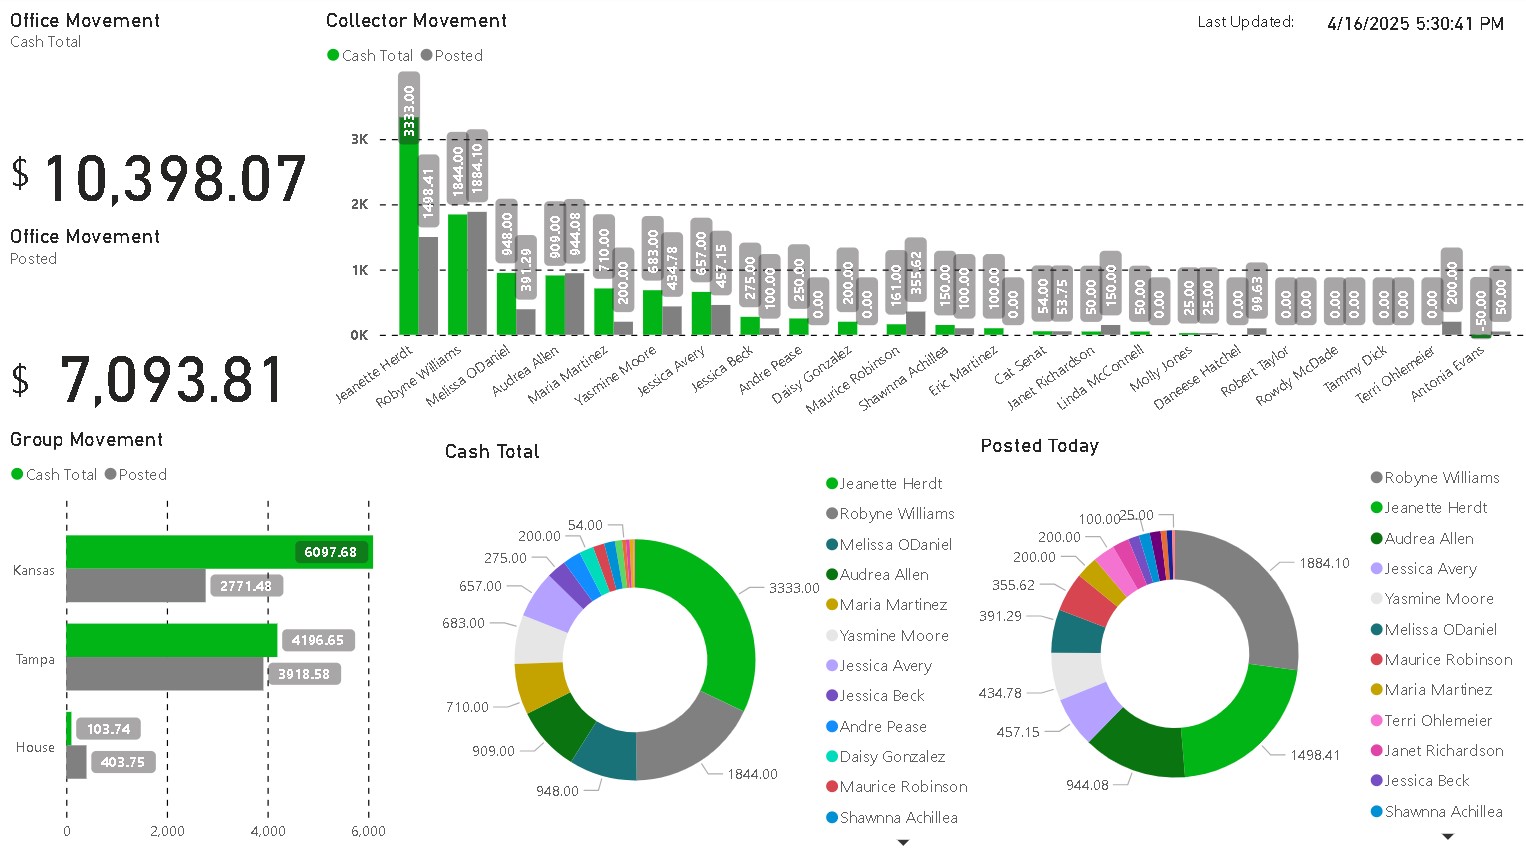 Office Movement
Cash Total
$ 10,398.07
Office Movement
Posted
$ 7,093.81
Collector Movement
Cash Total Posted
Last Updated: 4/16/2025 5:30:41 PM
3K
2K
1K
0K
3333.00
1498.41
1844.00
1884.10
948.00
391.29
909.00
944.08
710.00
200.00
683.00
434.78
657.00
457.15
275.00
100.00
250.00
0.00
200.00
0.00
161.00
355.62
150.00
100.00
100.00
0.00
54.00
53.75
50.00
150.00
50.00
0.00
25.00
25.00
0.00
99.63
0.00
0.00
0.00
0.00
0.00
0.00
0.00
200.00
-50.00
50.00
Jeanette Herdt
Robyne Williams
Melissa ODaniel
Audrea Allen
Maria Martinez
Yasmine Moore
Jessica Avery
Jessica Beck
Andre Pease
Daisy Gonzalez
Maurice Robinson
Shawnna Achillea
Eric Martinez
Cat Senat
Janet Richardson
Linda McConnell
Molly Jones
Daneese Hatchel
Robert Taylor
Rowdy McDade
Tammy Dick
Terri Ohlemeier
Antonia Evans
Group Movement
Cash Total Posted
Kansas
6097.68
2771.48
Tampa
4196.65
3918.58
House
103.74
403.75
0 2,000 4,000 6,000
Cash Total
54.00
200.00
275.00
657.00
683.00
710.00
909.00
948.00
1844.00
3333.00
Jeanette Herdt
Robyne Williams
Melissa ODaniel
Audrea Allen
Maria Martinez
Yasmine Moore
Jessica Avery
Jessica Beck
Andre Pease
Daisy Gonzalez
Maurice Robinson
Shawnna Achillea
Posted Today
25.00
100.00
200.00
200.00
355.62
391.29
434.78
457.15
944.08
1498.41
1884.10
Robyne Williams
Jeanette Herdt
Audrea Allen
Jessica Avery
Yasmine Moore
Melissa ODaniel
Maurice Robinson
Maria Martinez
Terri Ohlemeier
Janet Richardson
Jessica Beck
Shawnna Achillea